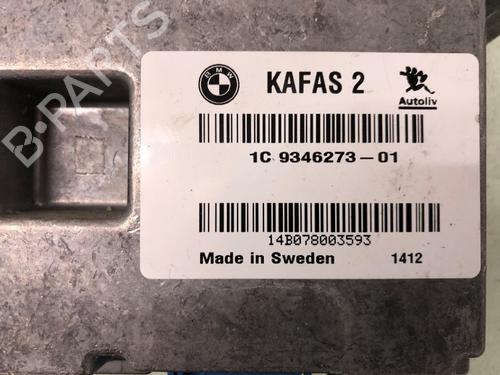 B-PARTS
BMW
KAFAS 2
Autoliv
1C 9346273-01
14B078003593
Made in Sweden 1412